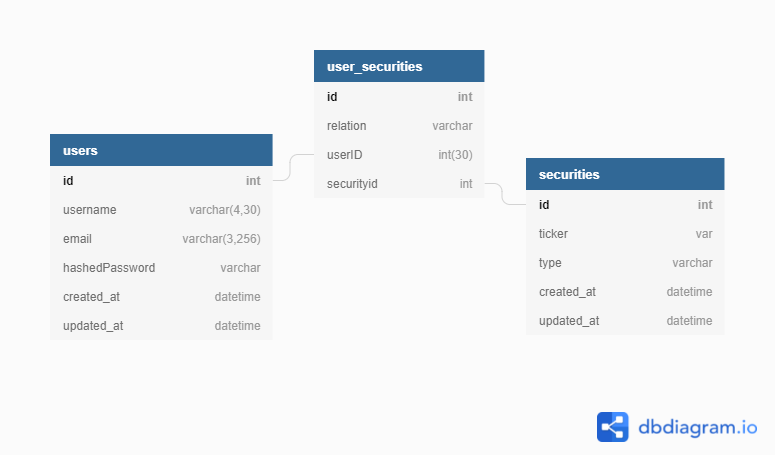 user_securities
id int
relation varchar
userID int(30)
securityid int
users
id int
username varchar(4,30)
email varchar(3,256)
hashedPassword varchar
created_at datetime
updated_at datetime
securities
id int
ticker var
type varchar
created_at datetime
updated_at datetime
dbdiagram.io